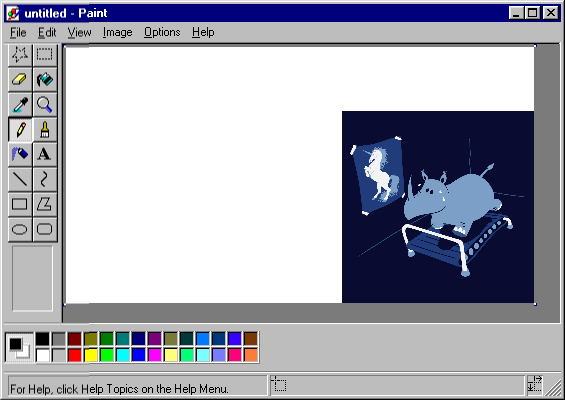 untitled - Paint
File Edit View Image Options Help
A
For Help, click Help Topics on the Help Menu.